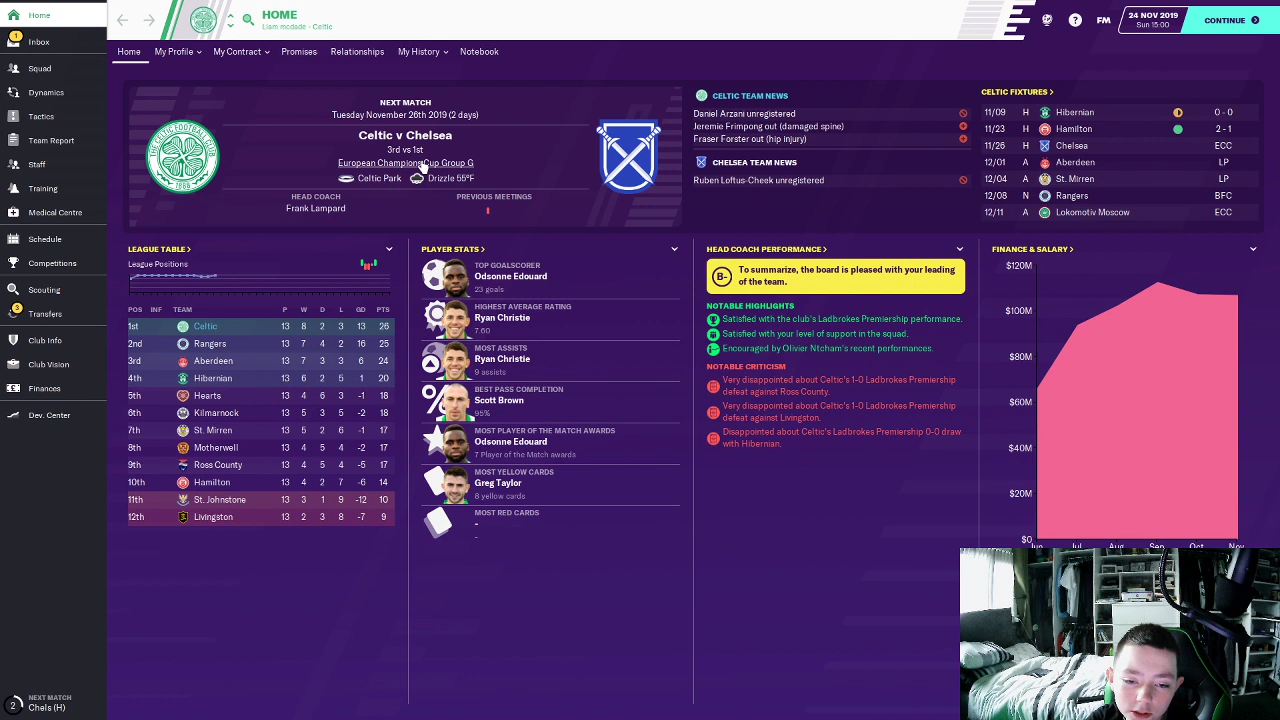 Home
1
Inbox
Squad
Dynamics
Tactics
Team Report
Staff
Training
Medical Centre
Schedule
Competitions
Scouting
3
Transfers
Club Info
Club Vision
Finances
Dev. Center
2
NEXT MATCH
Chels (H)
HOME
Liam mcdade - Celtic
?
FM
24 NOV 2019
Sun 15:00
CONTINUE
Home
My Profile
My Contract
Promises
Relationships
My History
Notebook
NEXT MATCH
Tuesday November 26th 2019 (2 days)
Celtic v Chelsea
3rd vs 1st
European Champions Cup Group G
Celtic Park
Drizzle 55°F
HEAD COACH
Frank Lampard
PREVIOUS MEETINGS
THE CELTIC FOOTBALL CLUB
1888
CELTIC TEAM NEWS
Daniel Arzani unregistered
Jeremie Frimpong out (damaged spine)
Fraser Forster out (hip injury)
CHELSEA TEAM NEWS
Ruben Loftus-Cheek unregistered
CELTIC FIXTURES
11/09 H Hibernian 0 - 0
11/23 H Hamilton 2 - 1
11/26 H Chelsea ECC
12/01 A Aberdeen LP
12/04 A St. Mirren LP
12/08 N Rangers BFC
12/11 A Lokomotiv Moscow ECC
LEAGUE TABLE
League Positions
POS INF TEAM P W D L GD PTS
1st Celtic 13 8 2 3 13 26
2nd Rangers 13 7 4 2 16 25
3rd Aberdeen 13 7 3 3 6 24
4th Hibernian 13 6 2 5 1 20
5th Hearts 13 4 6 3 -1 18
6th Kilmarnock 13 5 3 5 -2 18
7th St. Mirren 13 5 2 6 -1 17
8th Motherwell 13 4 5 4 -2 17
9th Ross County 13 4 5 4 -5 17
10th Hamilton 13 4 2 7 -6 14
11th St. Johnstone 13 3 1 9 -12 10
12th Livingston 13 2 3 8 -7 9
PLAYER STATS
TOP GOALSCORER
Odsonne Edouard
23 goals
HIGHEST AVERAGE RATING
Ryan Christie
7.60
MOST ASSISTS
Ryan Christie
9 assists
BEST PASS COMPLETION
Scott Brown
95%
MOST PLAYER OF THE MATCH AWARDS
Odsonne Edouard
7 Player of the Match awards
MOST YELLOW CARDS
Greg Taylor
8 yellow cards
MOST RED CARDS
-
-
HEAD COACH PERFORMANCE
B-
To summarize, the board is pleased with your leading
of the team.
NOTABLE HIGHLIGHTS
Satisfied with the club's Ladbrokes Premiership performance.
Satisfied with your level of support in the squad.
Encouraged by Olivier Ntcham's recent performances.
NOTABLE CRITICISM
Very disappointed about Celtic's 1-0 Ladbrokes Premiership
defeat against Ross County.
Very disappointed about Celtic's 1-0 Ladbrokes Premiership
defeat against Livingston.
Disappointed about Celtic's Ladbrokes Premiership 0-0 draw
with Hibernian.
FINANCE & SALARY
$120M
$100M
$80M
$60M
$40M
$20M
$0
Jun Jul Aug Sep Oct Nov